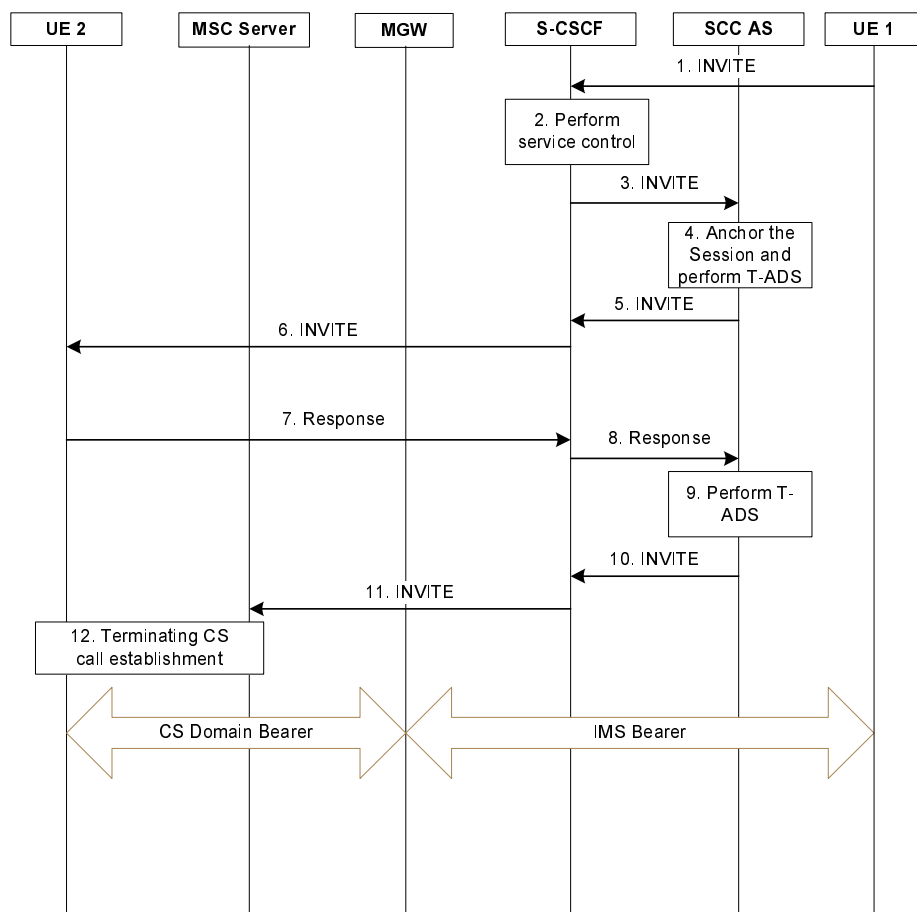 UE 2
MSC Server
MGW
S-CSCF
SCC AS
UE 1
1. INVITE
2. Perform
service control
3. INVITE
4. Anchor the
Session and
perform T-ADS
5. INVITE
6. INVITE
7. Response
8. Response
9. Perform T-
ADS
10. INVITE
11. INVITE
12. Terminating CS
call establishment
CS Domain Bearer
IMS Bearer